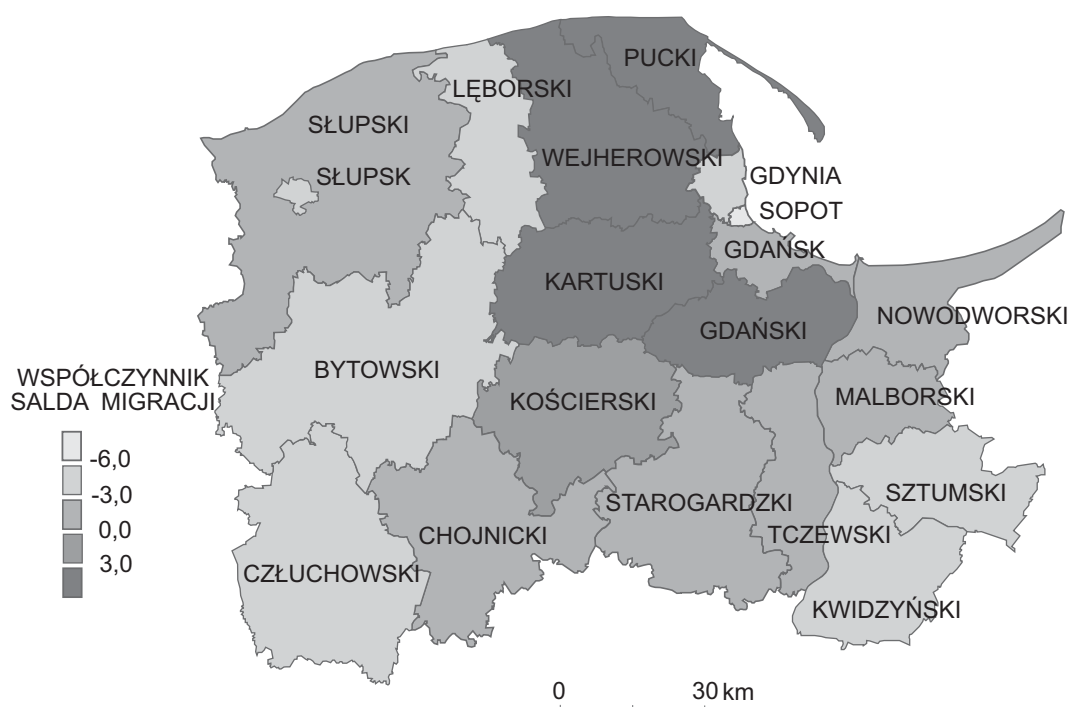 PUCKI
LĘBORSKI
SŁUPSKI
WEJHEROWSKI
SŁUPSK
GDYNIA
SOPOT
GDAŃSK
KARTUSKI
NOWODWORSKI
GDAŃSKI
BYTOWSKI
WSPÓŁCZYNNIK
SALDA MIGRACJI
-6,0
-3,0
0,0
3,0
KOŚCIERSKI
MALBORSKI
SZTUMSKI
STAROGARDZKI
CHOJNICKI
TCZEWSKI
CZŁUCHOWSKI
KWIDZYŃSKI
0 30 km